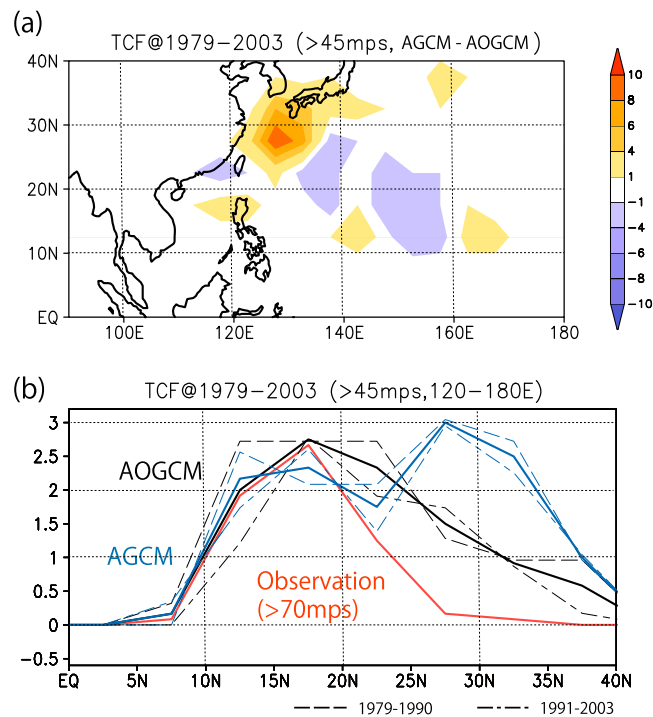 (a)
TCF@1979-2003 (>45mps, AGCM - AOGCM)
40N
30N
20N
10N
EQ
100E 120E 140E 160E 180
10
8
6
4
1
-1
-4
-6
-8
-10
(b)
TCF@1979-2003 (>45mps,120-180E)
3
2.5
2
1.5
1
0.5
0
-0.5
AOGCM
AGCM
Observation
(>70mps)
EQ 5N 10N 15N 20N 25N 30N 35N 40N
1979-1990 1991-2003